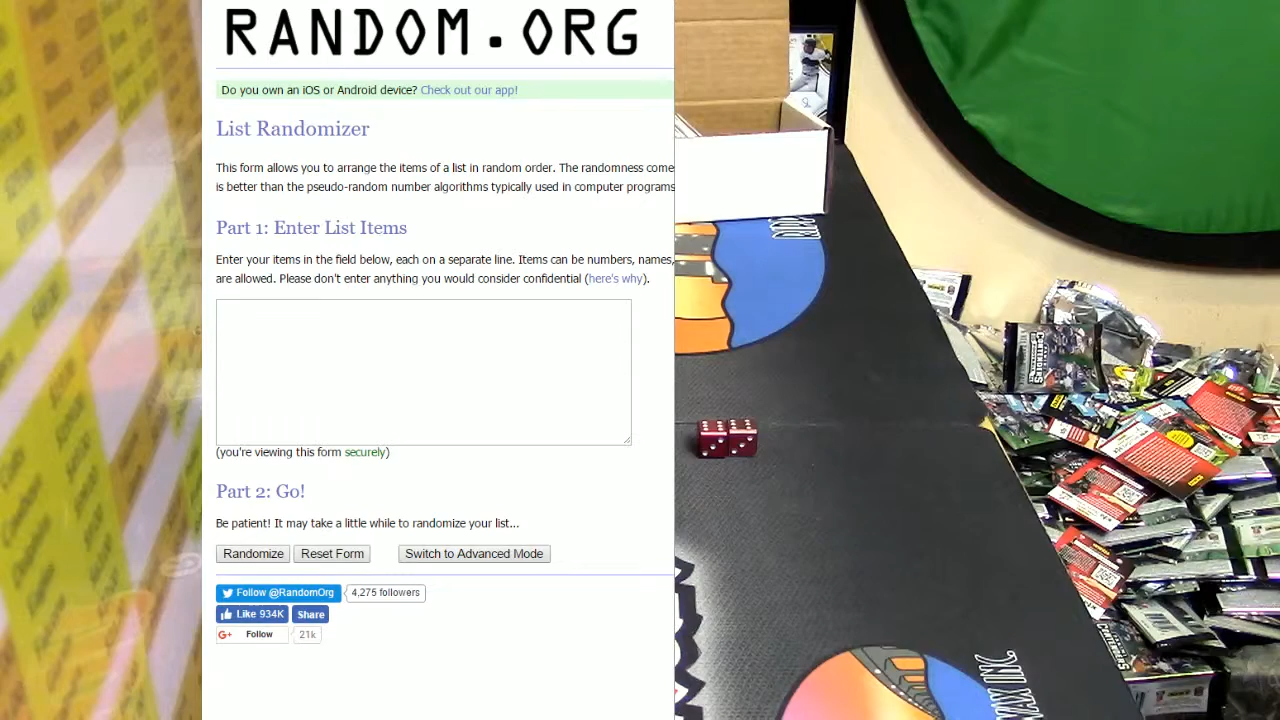 RANDOM.ORG
Do you own an iOS or Android device? Check out our app!
List Randomizer
This form allows you to arrange the items of a list in random order. The randomness come
is better than the pseudo-random number algorithms typically used in computer programs
Part 1: Enter List Items
Enter your items in the field below, each on a separate line. Items can be numbers, names,
are allowed. Please don't enter anything you would consider confidential (here's why).
(you're viewing this form securely)
Part 2: Go!
Be patient! It may take a little while to randomize your list...
Randomize Reset Form Switch to Advanced Mode
Follow @RandomOrg 4,275 followers
Like 934K Share
G+ Follow 21k
CONTENDERS
WAX INC.